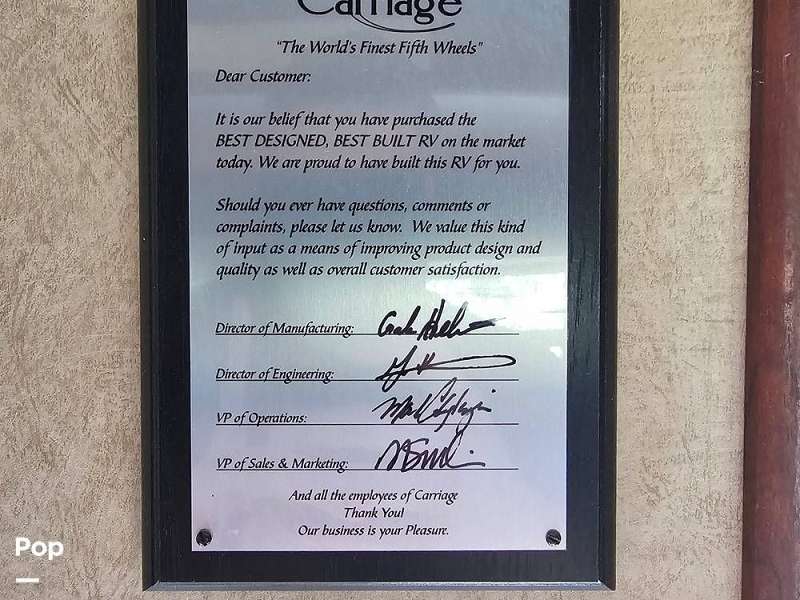 Carriage
"The World's Finest Fifth Wheels"
Dear Customer:
It is our belief that you have purchased the
BEST DESIGNED, BEST BUILT RV on the market
today. We are proud to have built this RV for you.
Should you ever have questions, comments or
complaints, please let us know. We value this kind
of input as a means of improving product design and
quality as well as overall customer satisfaction.
Director of Manufacturing:
Director of Engineering:
VP of Operations:
VP of Sales & Marketing:
And all the employees of Carriage
Thank You!
Our business is your Pleasure.
Pop